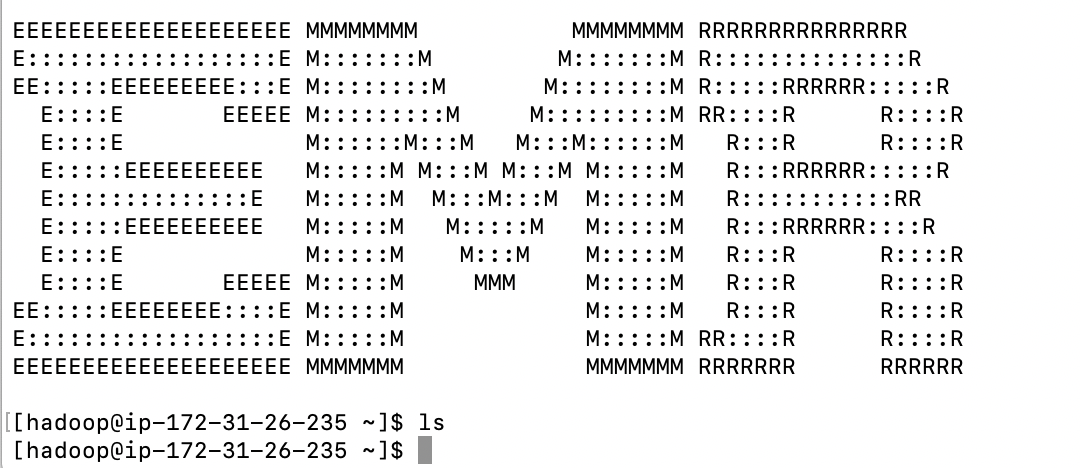 EEEEEEEEEEEEEEEEEEEE MMMMMMMM           MMMMMMMM RRRRRRRRRRRRRRR
E::::::::::::::::::E M:::::::M         M:::::::M R::::::::::::::R
EE:::::EEEEEEEEE:::E M::::::::M       M::::::::M R:::::RRRRRR:::::R
  E::::E       EEEEE M:::::::::M     M:::::::::M RR::::R      R::::R
  E::::E             M::::::M:::M   M:::M::::::M   R:::R      R::::R
  E:::::EEEEEEEEEE   M:::::M M:::M M:::M M:::::M   R:::RRRRRR:::::R
  E::::::::::::::E   M:::::M  M:::M:::M  M:::::M   R:::::::::::RR
  E:::::EEEEEEEEEE   M:::::M   M:::::M   M:::::M   R:::RRRRRR::::R
  E::::E             M:::::M    M:::M    M:::::M   R:::R      R::::R
  E::::E       EEEEE M:::::M     MMM     M:::::M   R:::R      R::::R
EE:::::EEEEEEEE::::E M:::::M             M:::::M   R:::R      R::::R
E::::::::::::::::::E M:::::M             M:::::M RR::::R      R::::R
EEEEEEEEEEEEEEEEEEEE MMMMMMM             MMMMMMM RRRRRRR      RRRRRR
[[hadoop@ip-172-31-26-235 ~]$ ls
[hadoop@ip-172-31-26-235 ~]$